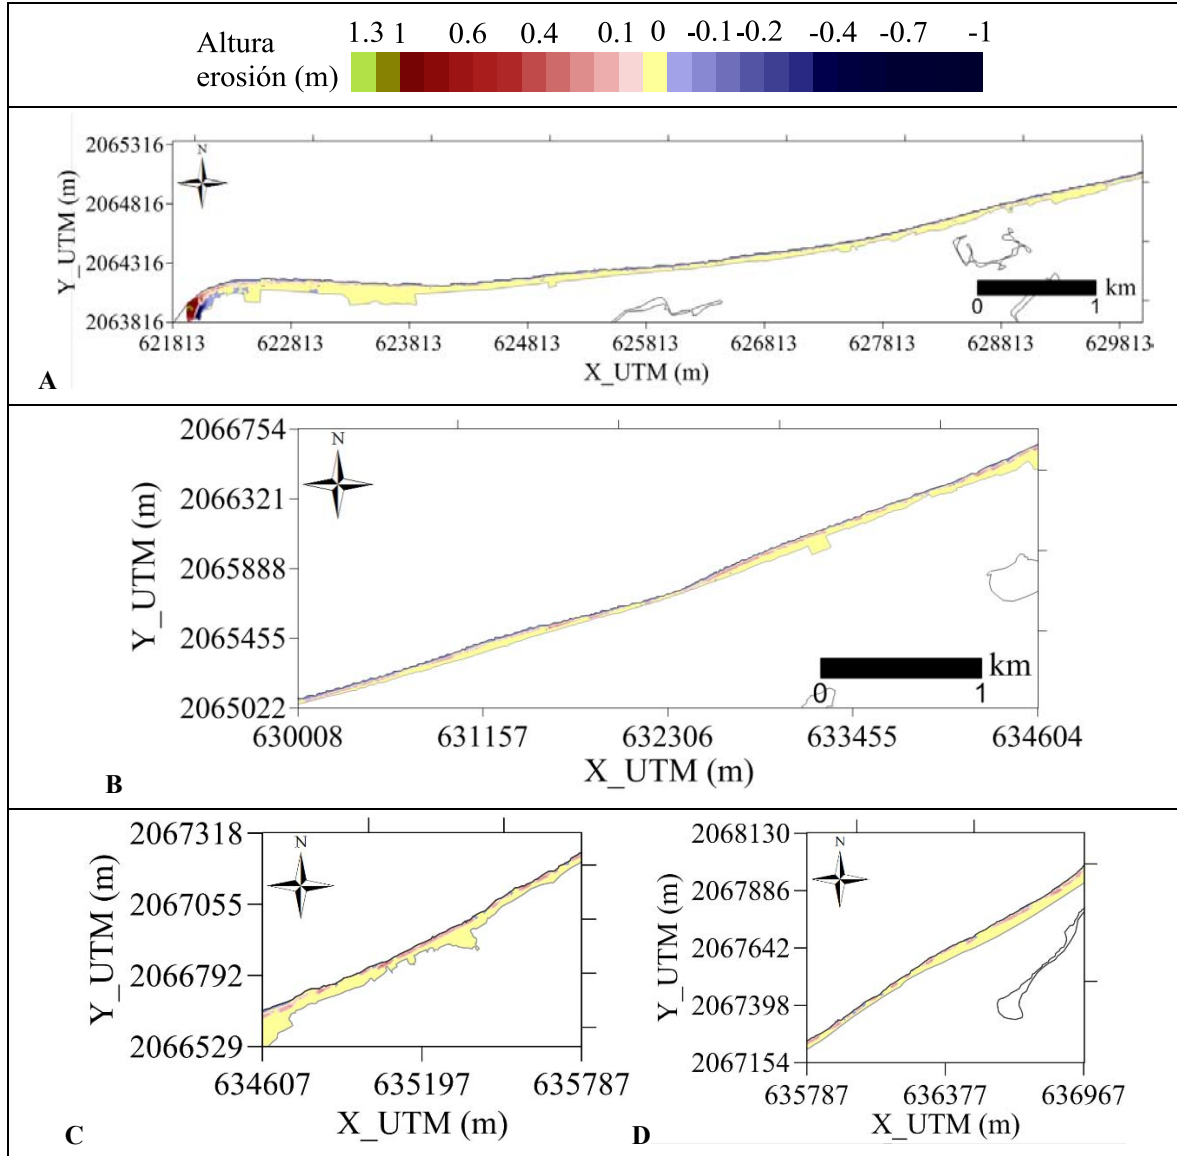 Altura erosión (m)
1.3 1 0.6 0.4 0.1 0 -0.1 -0.2 -0.4 -0.7 -1
N
2065316
2064816
2064316
2063816
Y_UTM (m)
621813 622813 623813 624813 625813 626813 627813 628813 629813
X_UTM (m)
km
0 1
A
N
2066754
2066321
2065888
2065455
2065022
Y_UTM (m)
630008 631157 632306 633455 634604
X_UTM (m)
km
0 1
B
N
2067318
2067055
2066792
2066529
Y_UTM (m)
634607 635197 635787
X_UTM (m)
C
N
2068130
2067886
2067642
2067398
2067154
Y_UTM (m)
635787 636377 636967
X_UTM (m)
D